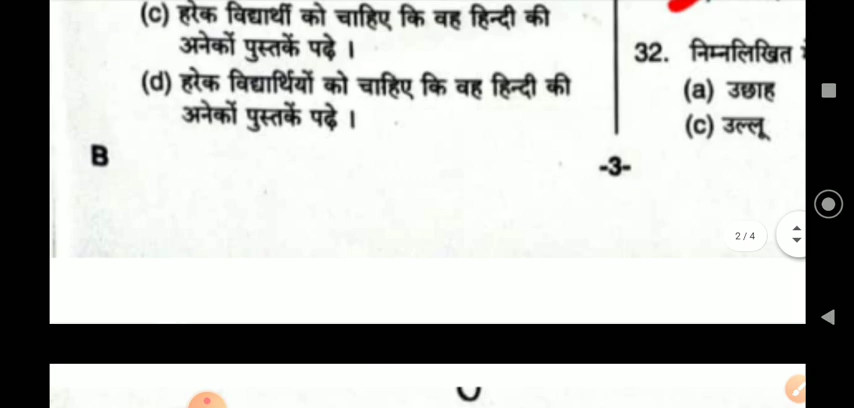 (c) हरेक विद्यार्थी को चाहिए कि वह हिन्दी की
अनेकों पुस्तकें पढ़े ।
(d) हरेक विद्यार्थियों को चाहिए कि वह हिन्दी की
अनेकों पुस्तकें पढ़े ।
B
-3-
32. निम्नलिखित
(a) उछाह
(c) उल्लू
2/4